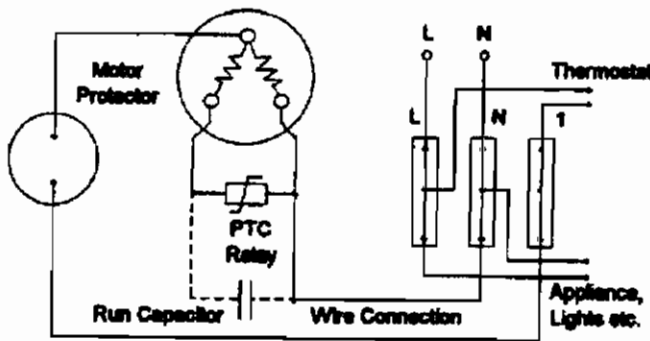 L N
Motor
Protector
Thermostat
L N 1
PTC
Relay
Run Capacitor
Wire Connection
Appliance,
Lights etc.